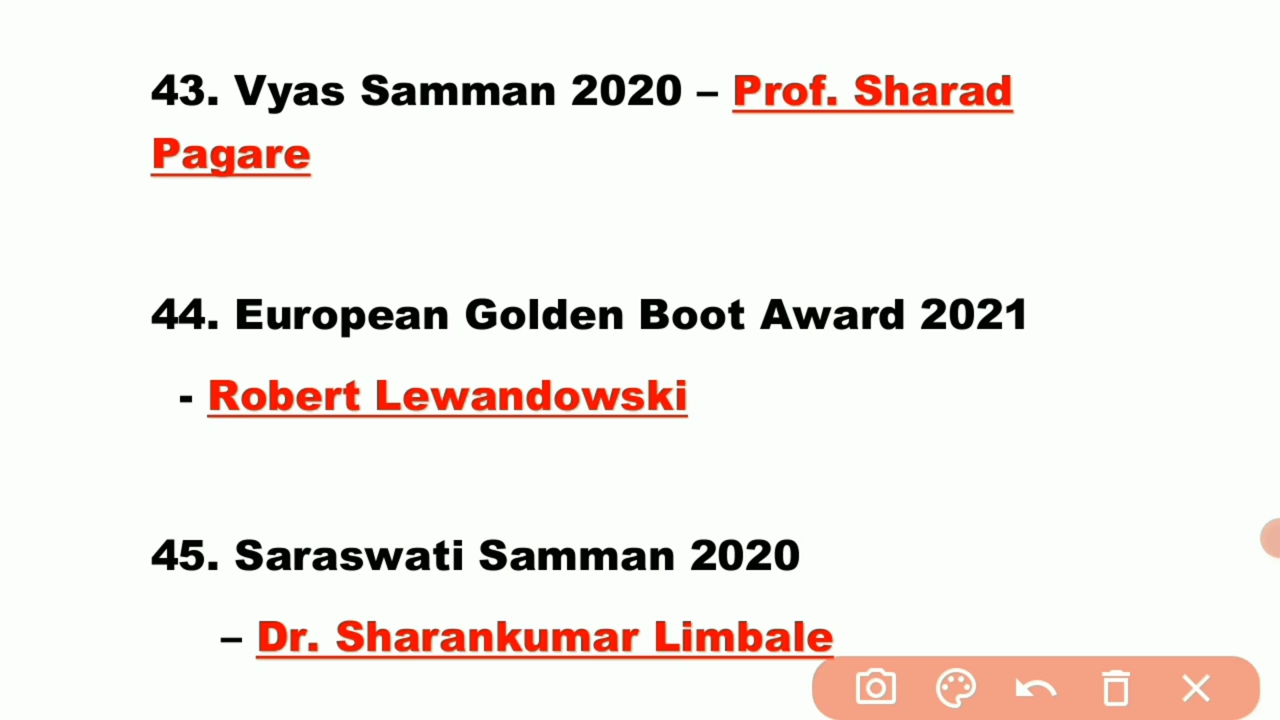 43. Vyas Samman 2020 – Prof. Sharad
Pagare
44. European Golden Boot Award 2021
- Robert Lewandowski
45. Saraswati Samman 2020
– Dr. Sharankumar Limbale